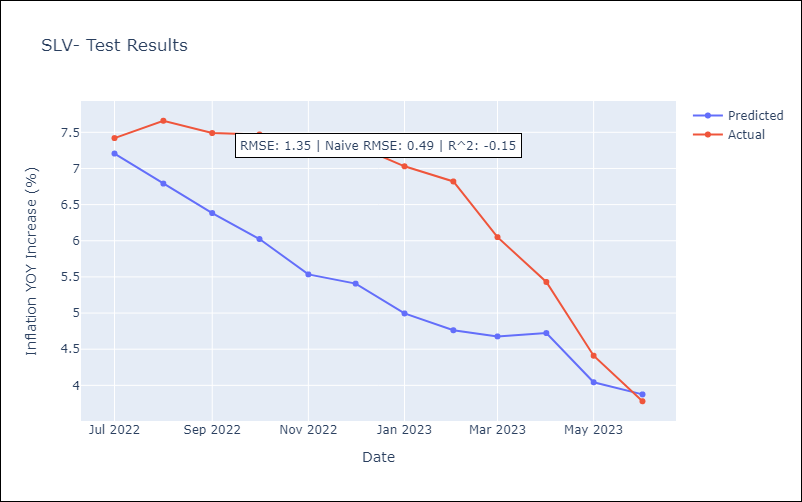 SLV- Test Results
Predicted
Actual
RMSE: 1.35 | Naive RMSE: 0.49 | R^2: -0.15
Inflation YOY Increase (%)
7.5
7
6.5
6
5.5
5
4.5
4
Jul 2022 Sep 2022 Nov 2022 Jan 2023 Mar 2023 May 2023
Date